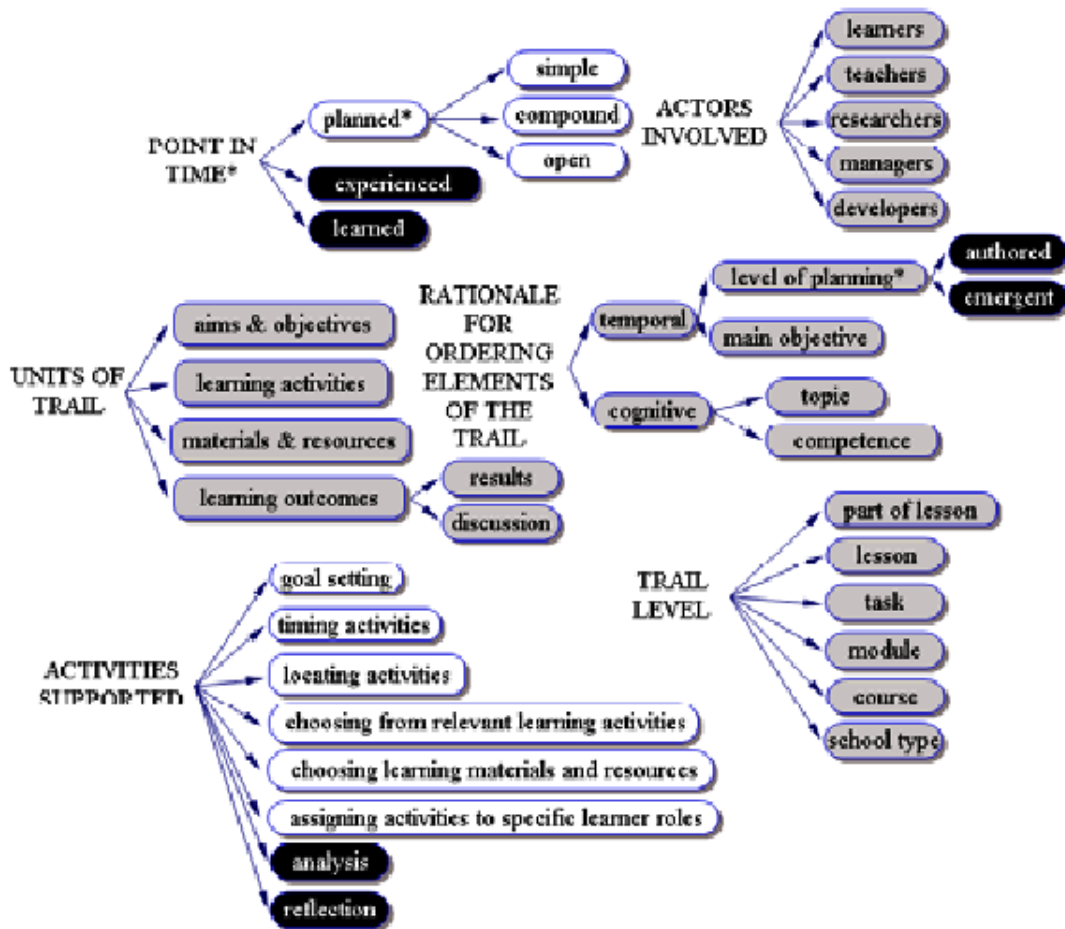 POINT IN
TIME*
planned*
simple
compound
open
experienced
learned
ACTORS
INVOLVED
learners
teachers
researchers
managers
developers
UNITS OF
TRAIL
aims & objectives
learning activities
materials & resources
learning outcomes
results
discussion
RATIONALE
FOR
ORDERING
ELEMENTS
OF THE
TRAIL
temporal
level of planning*
authored
emergent
main objective
cognitive
topic
competence
ACTIVITIES
SUPPORTED
goal setting
timing activities
locating activities
choosing from relevant learning activities
choosing learning materials and resources
assigning activities to specific learner roles
analysis
reflection
TRAIL
LEVEL
part of lesson
lesson
task
module
course
school type